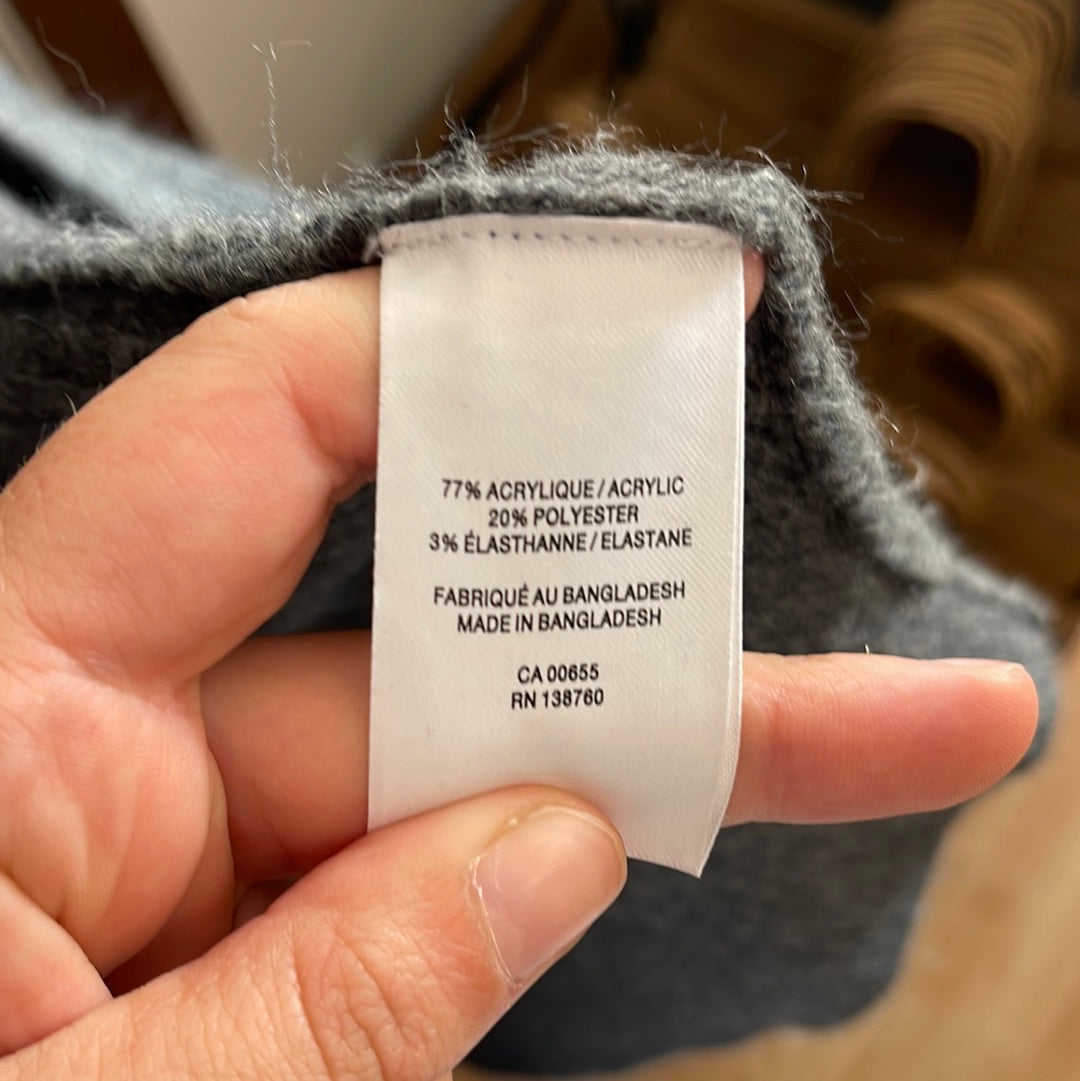 77% ACRYLIQUE / ACRYLIC
20% POLYESTER
3% ÉLASTHANNE / ELASTANE
FABRIQUÉ AU BANGLADESH
MADE IN BANGLADESH
CA 00655
RN 138760